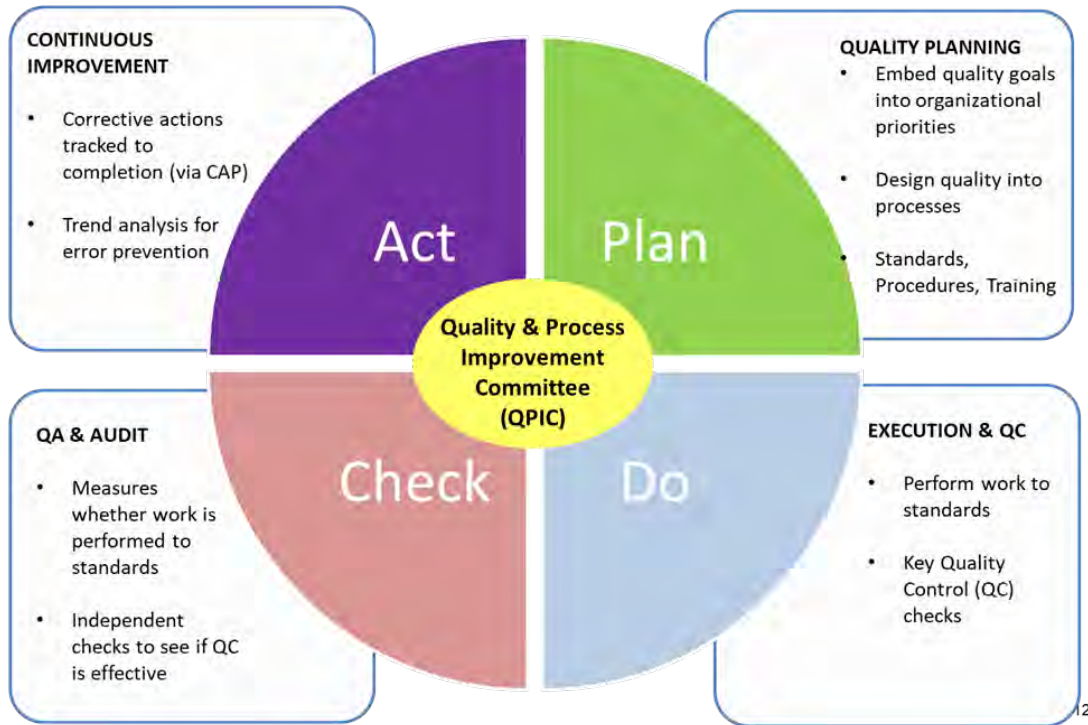 CONTINUOUS
IMPROVEMENT
• Corrective actions
tracked to
completion (via CAP)
• Trend analysis for
error prevention
QUALITY PLANNING
• Embed quality goals
into organizational
priorities
• Design quality into
processes
• Standards,
Procedures, Training
Act
Plan
Quality & Process
Improvement
Committee
(QPIC)
Check
Do
QA & AUDIT
• Measures
whether work is
performed to
standards
• Independent
checks to see if QC
is effective
EXECUTION & QC
• Perform work to
standards
• Key Quality
Control (QC)
checks
12